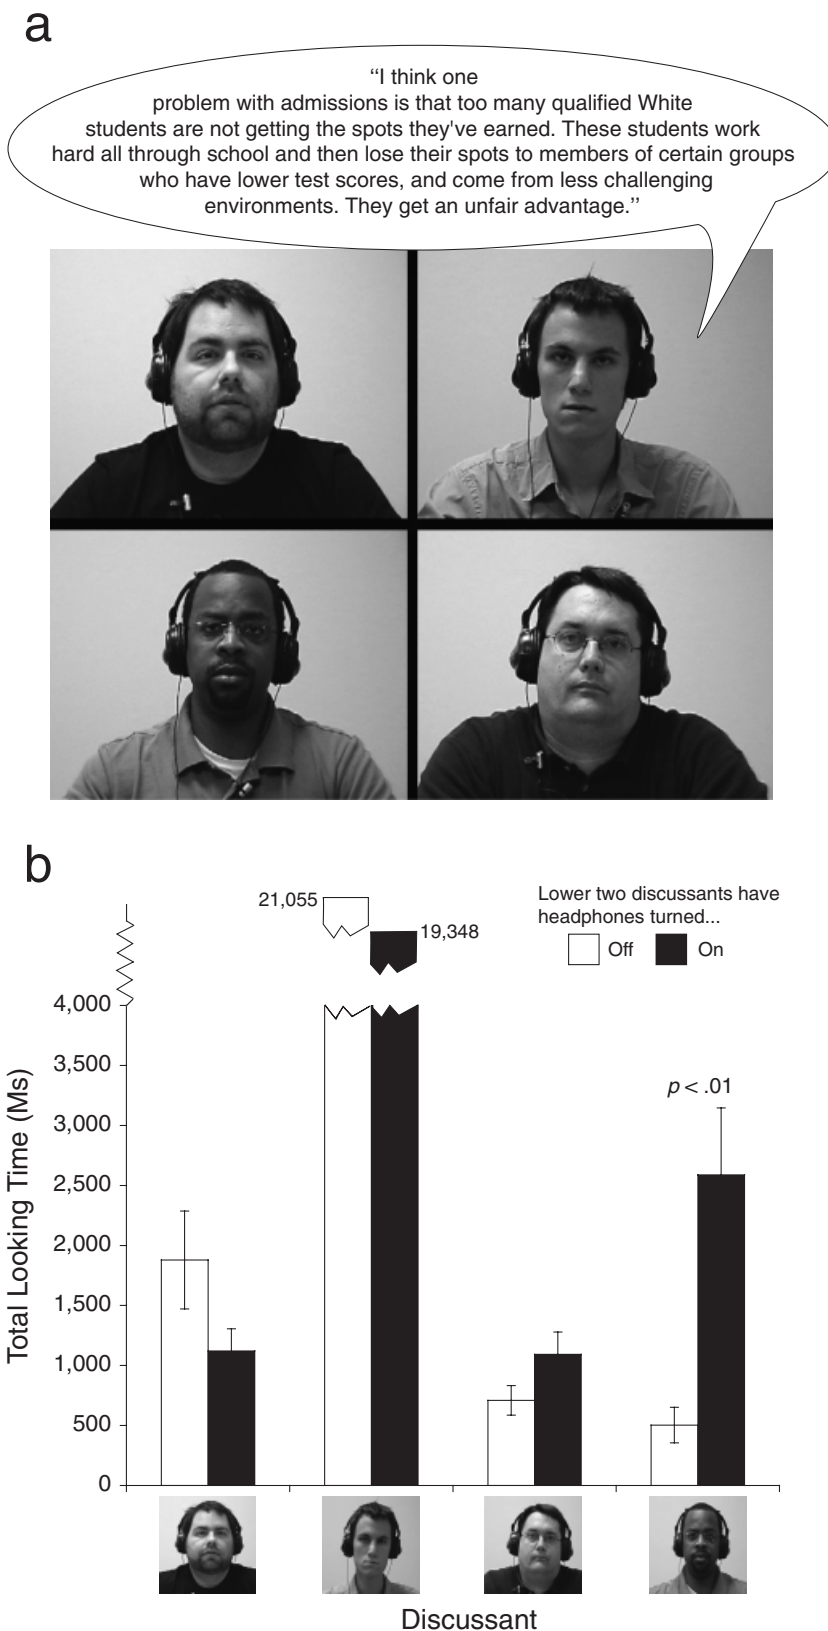 a
“I think one
problem with admissions is that too many qualified White
students are not getting the spots they've earned. These students work
hard all through school and then lose their spots to members of certain groups
who have lower test scores, and come from less challenging
environments. They get an unfair advantage.’’
b
Lower two discussants have
headphones turned...
Off On
21,055
19,348
4,000
3,500
3,000
2,500
2,000
1,500
1,000
500
0
Total Looking Time (Ms)
p < .01
Discussant